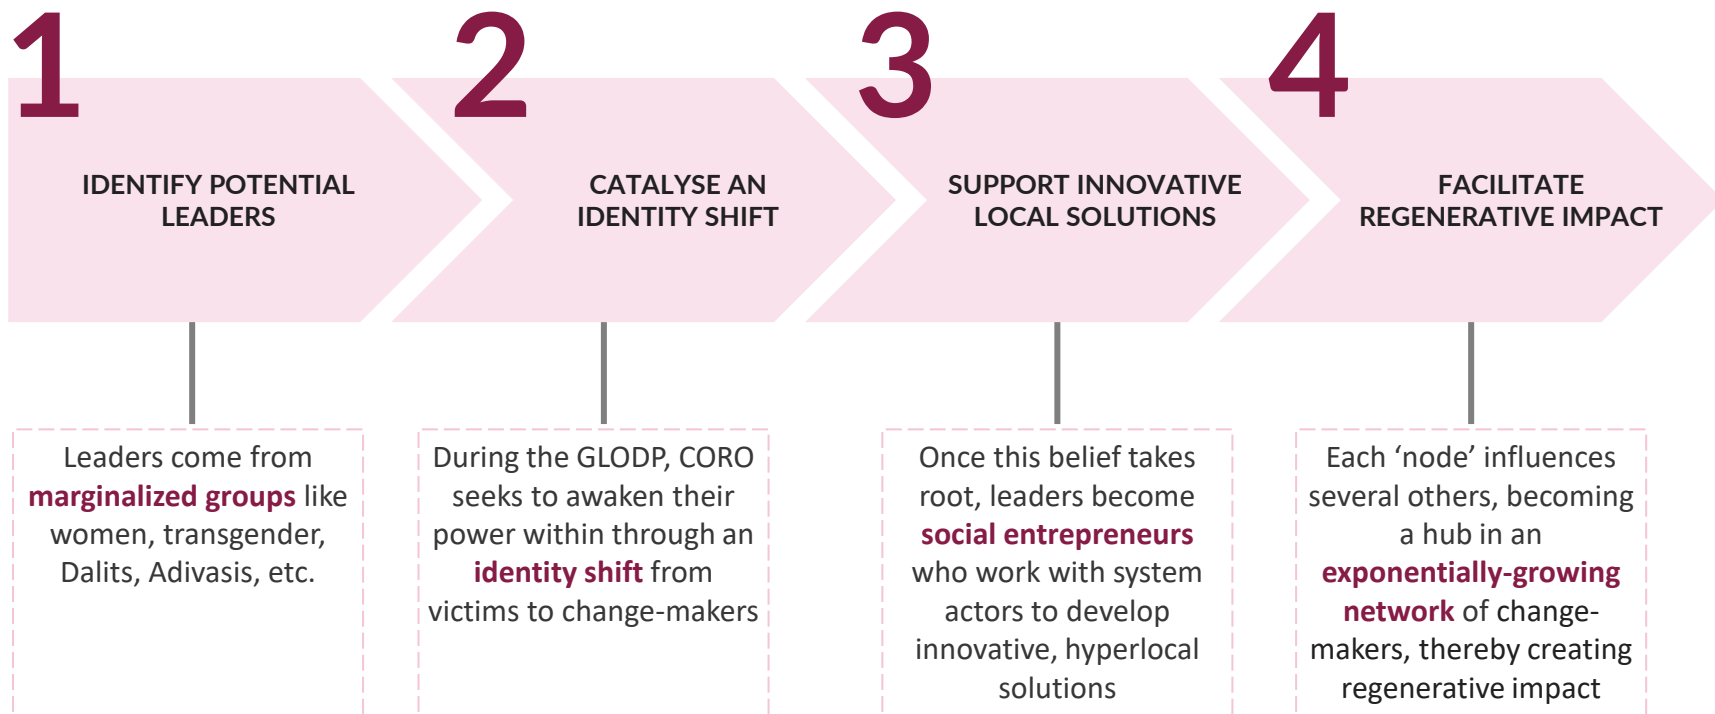 1
IDENTIFY POTENTIAL
LEADERS
Leaders come from
marginalized groups like
women, transgender,
Dalits, Adivasis, etc.
2
CATALYSE AN
IDENTITY SHIFT
During the GLODP, CORO
seeks to awaken their
power within through an
identity shift from
victims to change-makers
3
SUPPORT INNOVATIVE
LOCAL SOLUTIONS
Once this belief takes
root, leaders become
social entrepreneurs
who work with system
actors to develop
innovative, hyperlocal
solutions
4
FACILITATE
REGENERATIVE IMPACT
Each ‘node’ influences
several others, becoming
a hub in an
exponentially-growing
network of change-
makers, thereby creating
regenerative impact